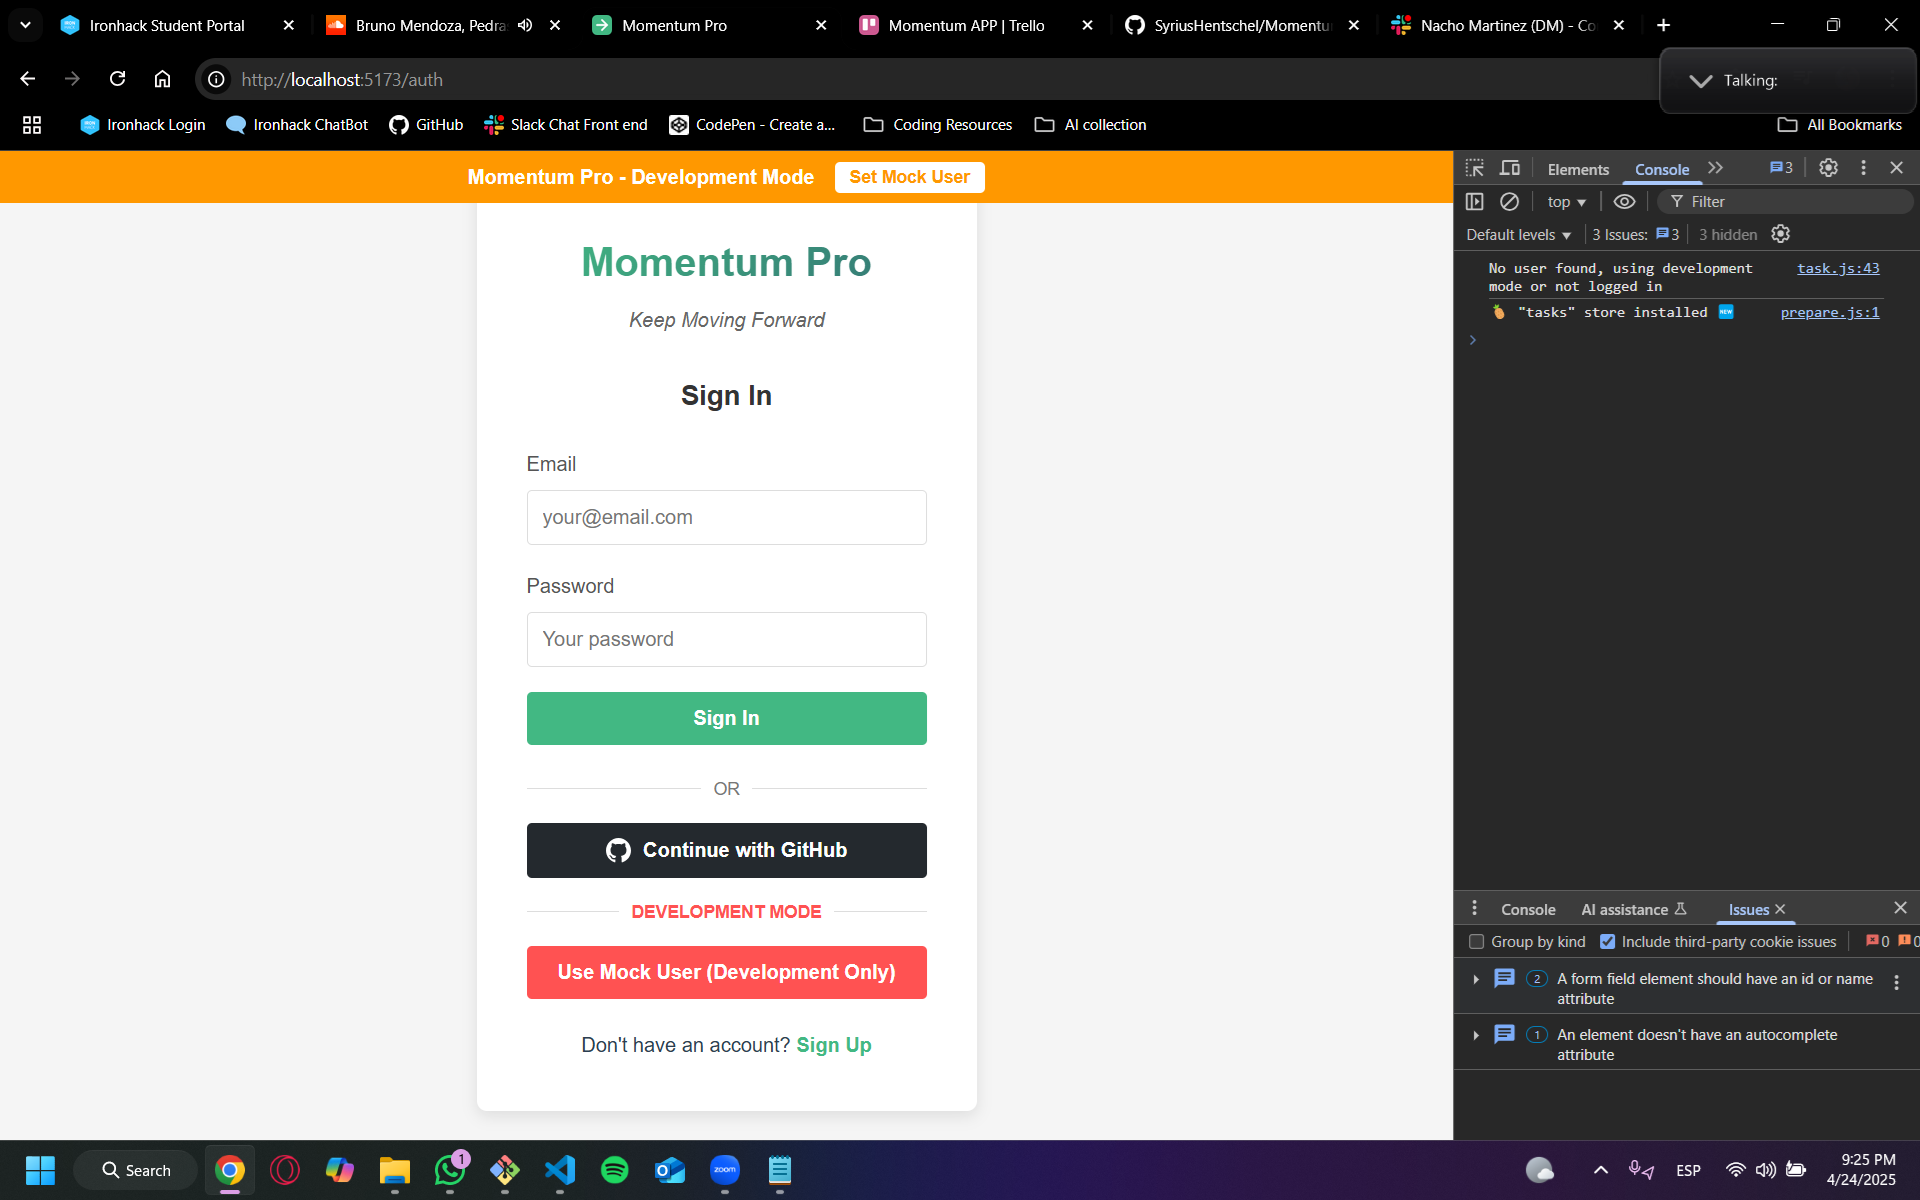 Ironhack Student Portal
Bruno Mendoza, Pedra
Momentum Pro
Momentum APP | Trello
SyriusHentschel/Momentu
Nacho Martinez (DM) - Co
http://localhost:5173/auth
Talking:
Ironhack Login
Ironhack ChatBot
GitHub
Slack Chat Front end
CodePen - Create a...
Coding Resources
AI collection
All Bookmarks
Momentum Pro - Development Mode
Set Mock User
Momentum Pro
Keep Moving Forward
Sign In
Email
your@email.com
Password
Your password
Sign In
OR
Continue with GitHub
DEVELOPMENT MODE
Use Mock User (Development Only)
Don't have an account? Sign Up
Elements
Console
3
top
Filter
Default levels
3 Issues: 3
3 hidden
No user found, using development task.js:43
mode or not logged in
🍍 "tasks" store installed 🆕 prepare.js:1
Console
AI assistance
Issues
Group by kind
Include third-party cookie issues
0
0
2 A form field element should have an id or name
attribute
1 An element doesn't have an autocomplete
attribute
Search
1
zoom
ESP
9:25 PM
4/24/2025